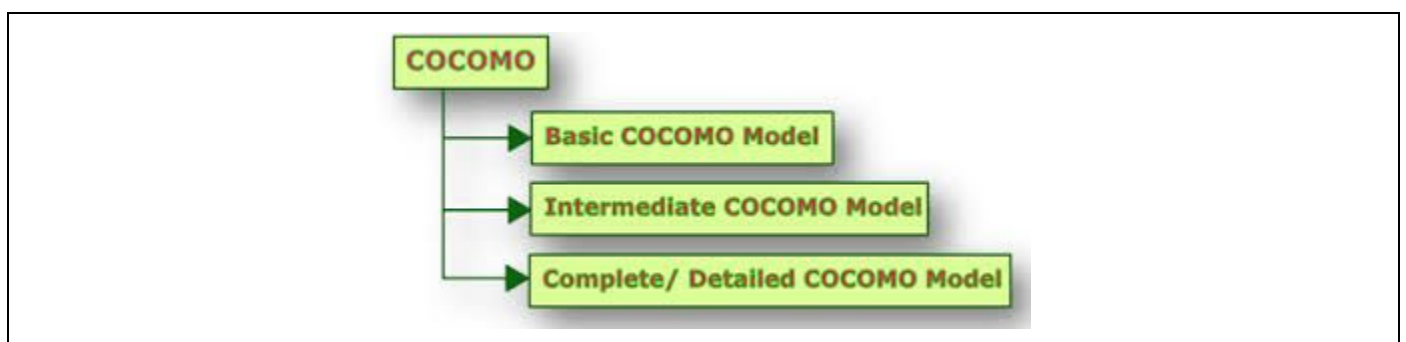 COCOMO
Basic COCOMO Model
Intermediate COCOMO Model
Complete/ Detailed COCOMO Model